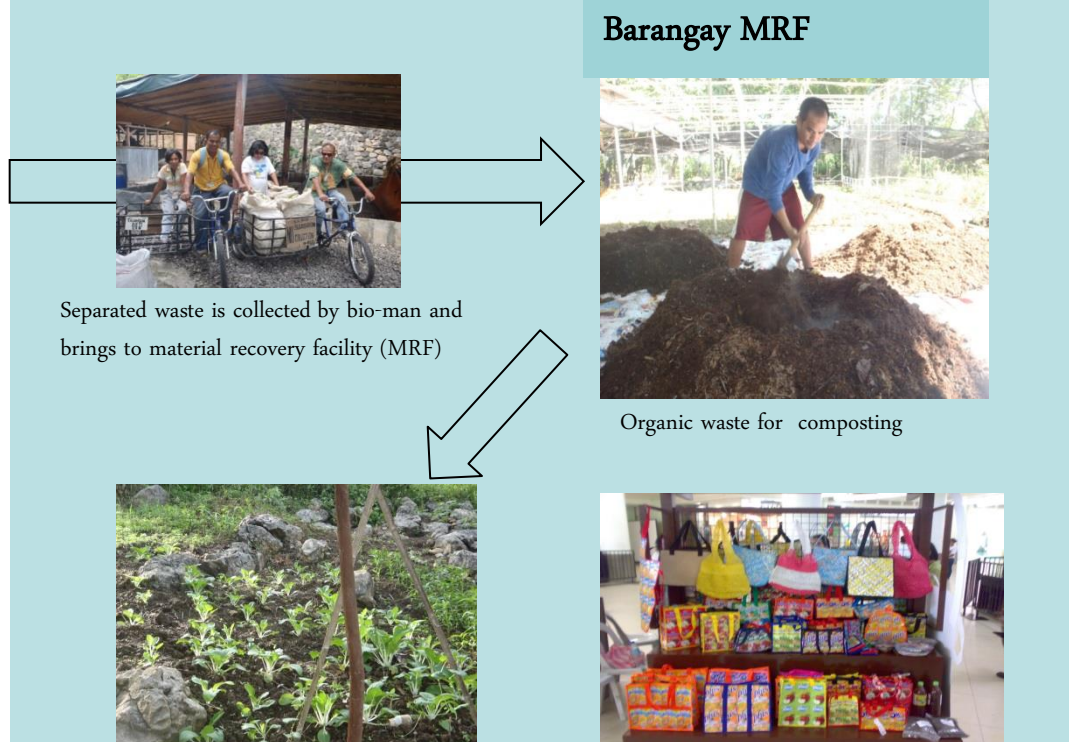 Barangay MRF
Separated waste is collected by bio-man and
brings to material recovery facility (MRF)
Organic waste for composting